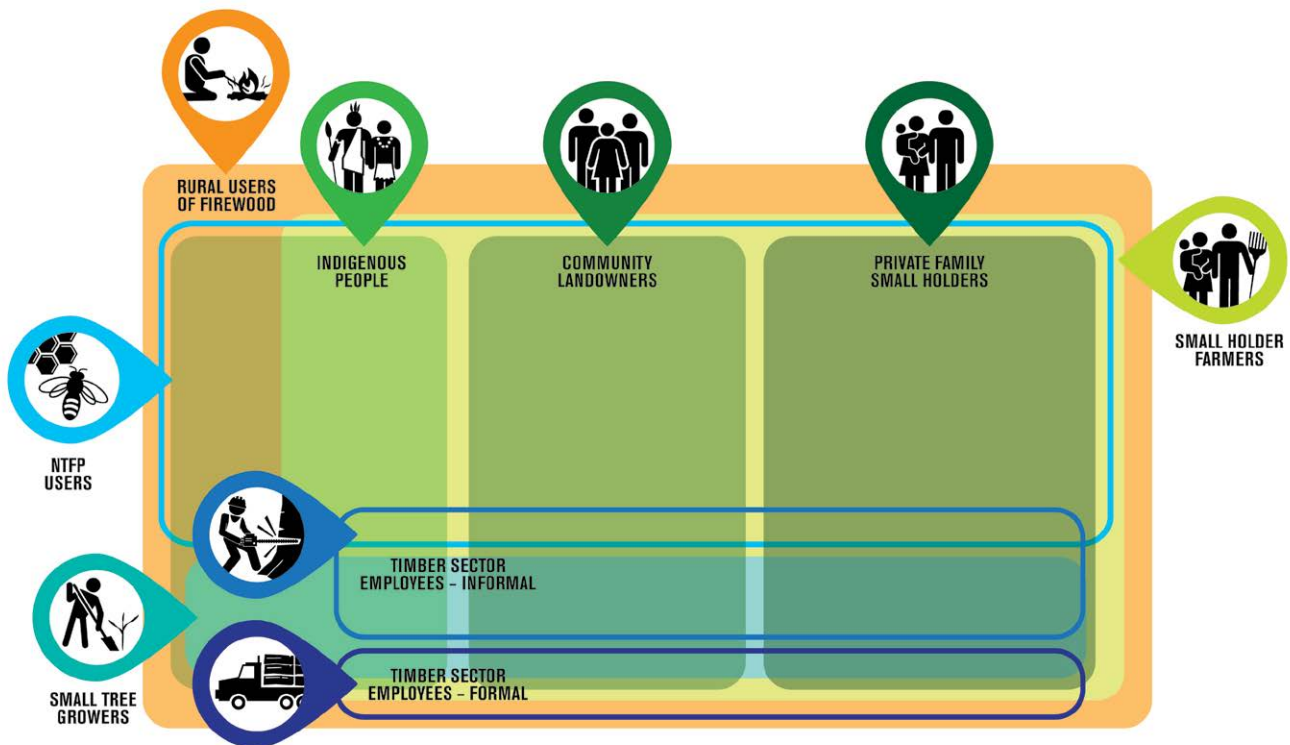 RURAL USERS
OF FIREWOOD
INDIGENOUS
PEOPLE
COMMUNITY
LANDOWNERS
PRIVATE FAMILY
SMALL HOLDERS
SMALL HOLDER
FARMERS
NTFP
USERS
TIMBER SECTOR
EMPLOYEES – INFORMAL
SMALL TREE
GROWERS
TIMBER SECTOR
EMPLOYEES – FORMAL